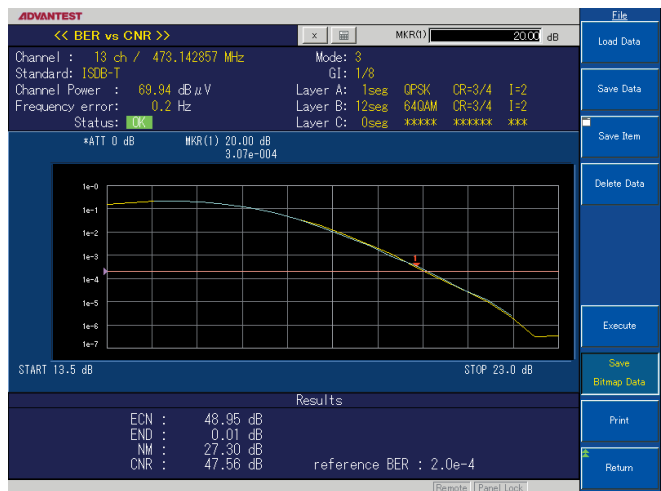 ADVANTEST
File
<< BER vs CNR >>
x
MKR(1) 20.00 dB
Load Data
Channel : 13 ch / 473.142857 MHz
Mode: 3
Standard: ISDB-T
GI: 1/8
Channel Power : 69.94 dBμV
Layer A: 1seg QPSK CR=3/4 I=2
Save Data
Frequency error: 0.2 Hz
Layer B: 12seg 64QAM CR=3/4 I=2
Status: OK
Layer C: 0seg ***** ****** ***
Save Item
*ATT 0 dB
MKR(1) 20.00 dB
3.07e-004
Delete Data
1e-0
1e-1
1e-2
1e-3
1
1e-4
1e-5
1e-6
1e-7
Execute
START 13.5 dB
STOP 23.0 dB
Save
Bitmap Data
Results
ECN : 48.95 dB
END : 0.01 dB
NM : 27.30 dB
CNR : 47.56 dB
reference BER : 2.0e-4
Print
Return
Remote
Panel Lock